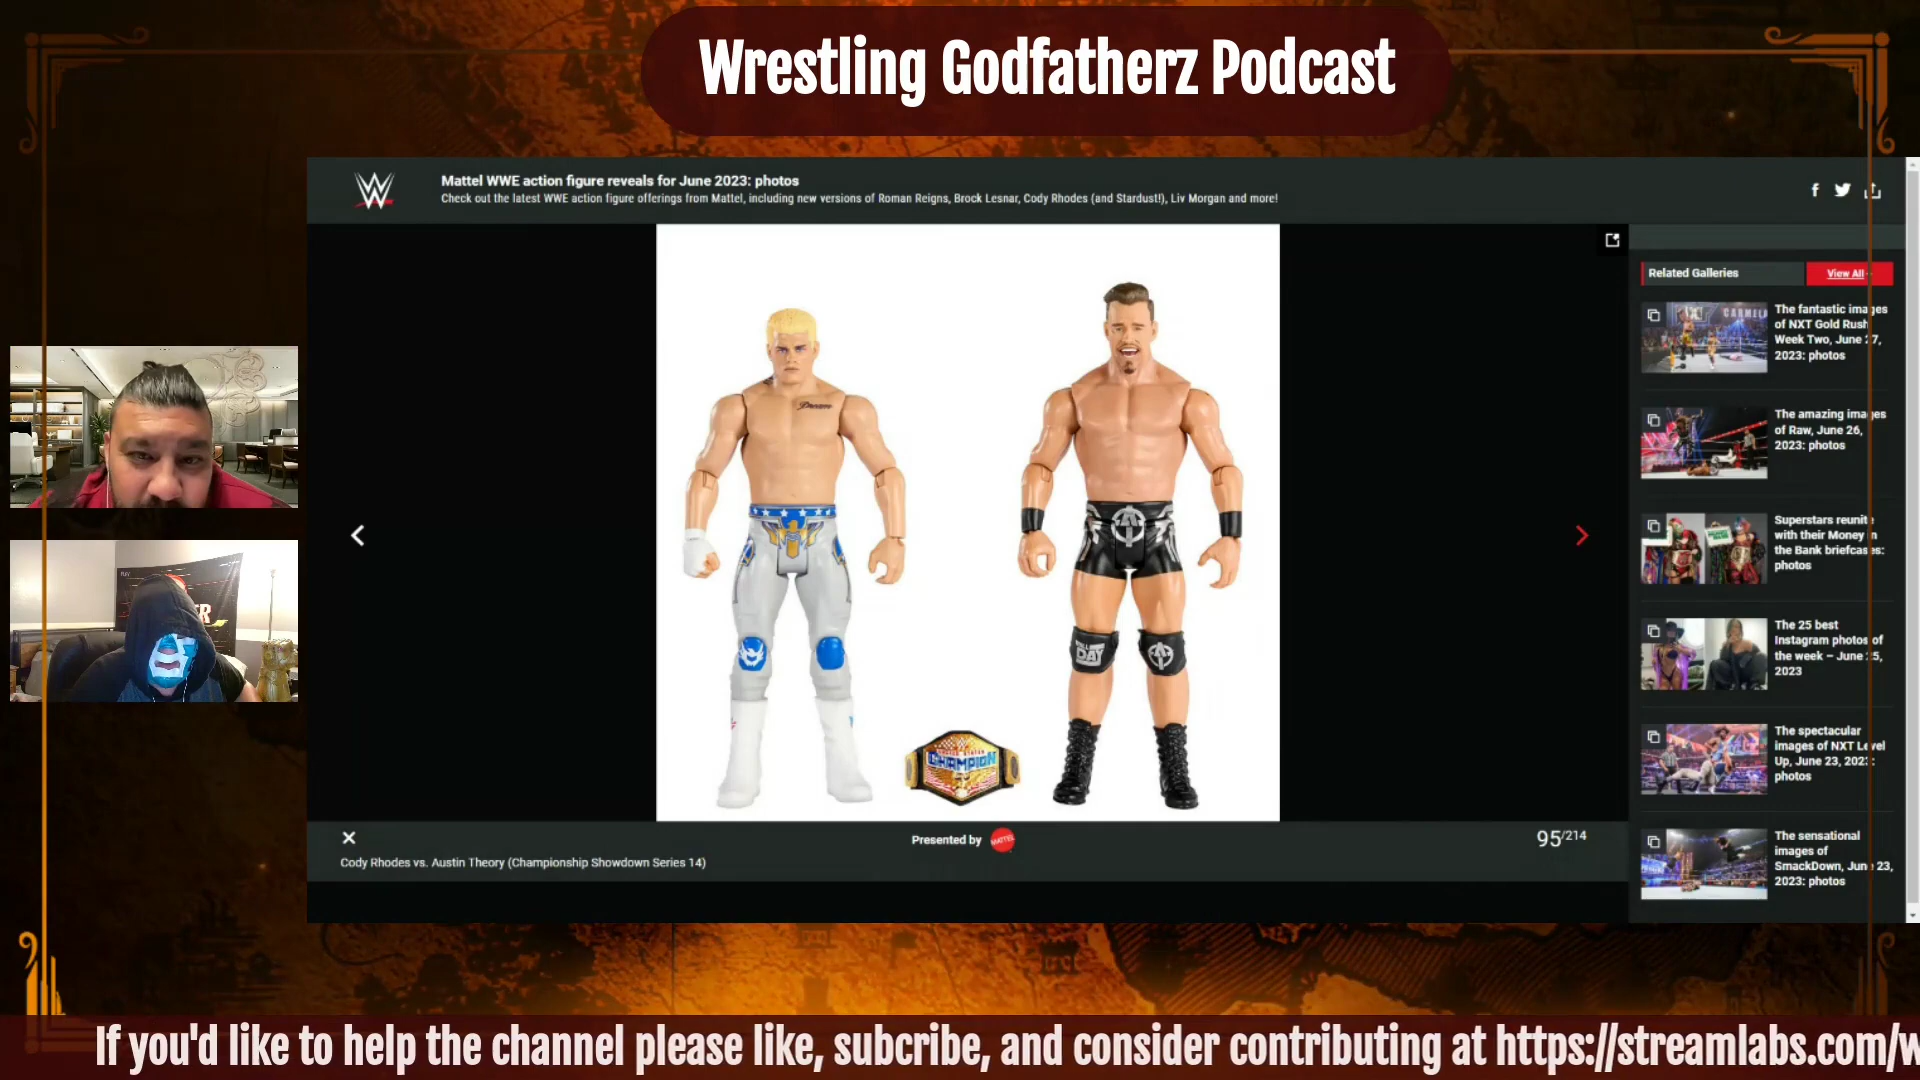 Wrestling Godfatherz Podcast
Mattel WWE action figure reveals for June 2023: photos
Check out the latest WWE action figure offerings from Mattel, including new versions of Roman Reigns, Brock Lesnar, Cody Rhodes (and Stardust!), Liv Morgan and more!
Related Galleries
View All
The fantastic images
of NXT Gold Rush
Week Two, June 27,
2023: photos
The amazing images
of Raw, June 26,
2023: photos
Superstars reunite
with their Money in
the Bank briefcases:
photos
The 25 best
Instagram photos of
the week – June 25,
2023
The spectacular
images of NXT Level
Up, June 23, 2023:
photos
The sensational
images of
SmackDown, June 23,
2023: photos
Dream
DAY
CHAMPION
Presented by
MATTEL
95/214
Cody Rhodes vs. Austin Theory (Championship Showdown Series 14)
If you'd like to help the channel please like, subcribe, and consider contributing at https://streamlabs.com/w